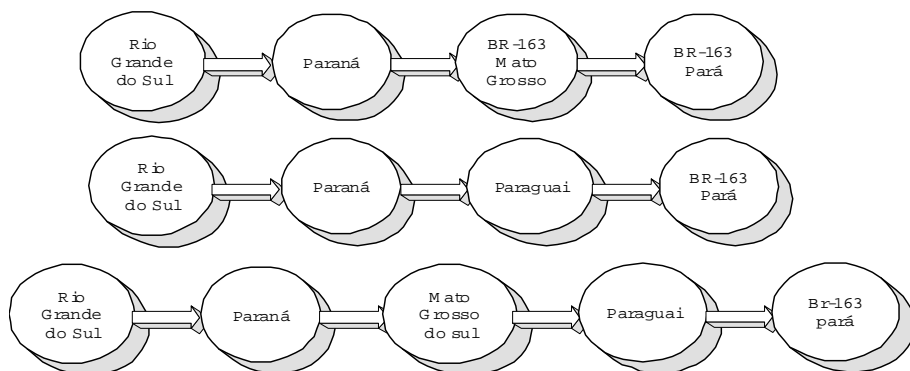 Rio
Grande
do Sul
Paraná
BR-163
Mato
Grosso
BR-163
Pará
Rio
Grande
do Sul
Paraná
Paraguai
BR-163
Pará
Rio
Grande
do Sul
Paraná
Mato
Grosso
do sul
Paraguai
Br-163
pará